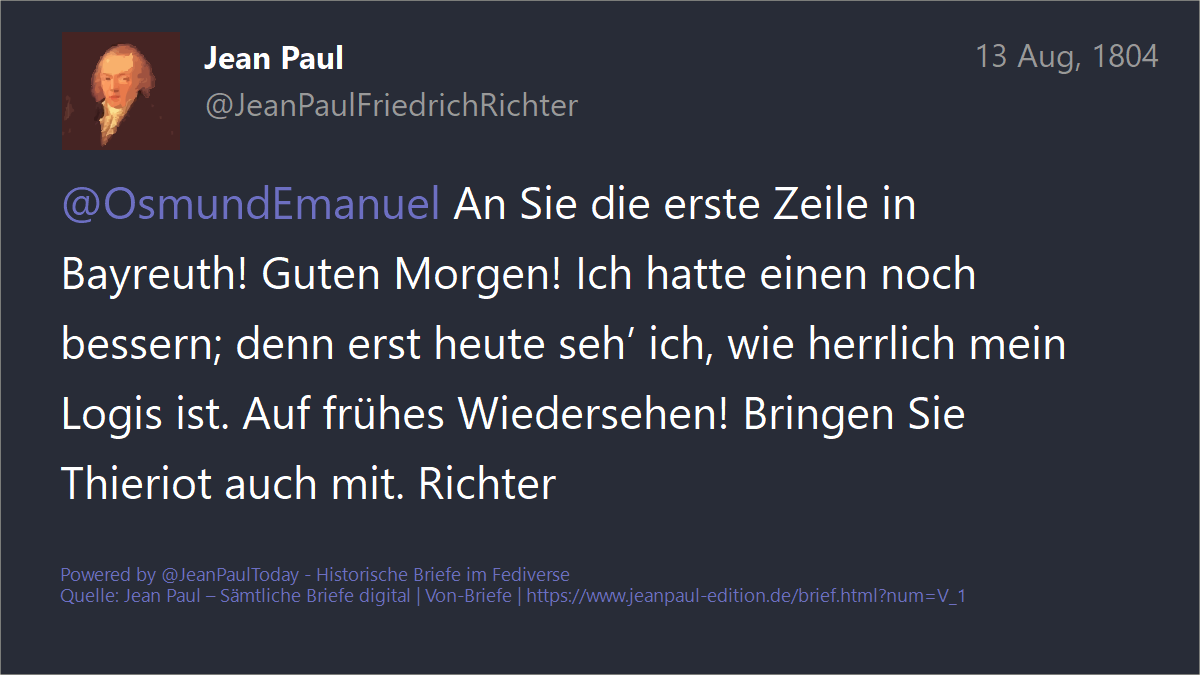 Jean Paul
13 Aug, 1804
@JeanPaulFriedrichRichter
@OsmundEmanuel An Sie die erste Zeile in
Bayreuth! Guten Morgen! Ich hatte einen noch
bessern; denn erst heute seh’ ich, wie herrlich mein
Logis ist. Auf frühes Wiedersehen! Bringen Sie
Thieriot auch mit. Richter
Powered by @JeanPaulToday - Historische Briefe im Fediverse
Quelle: Jean Paul – Sämtliche Briefe digital | Von-Briefe | https://www.jeanpaul-edition.de/brief.html?num=V_1